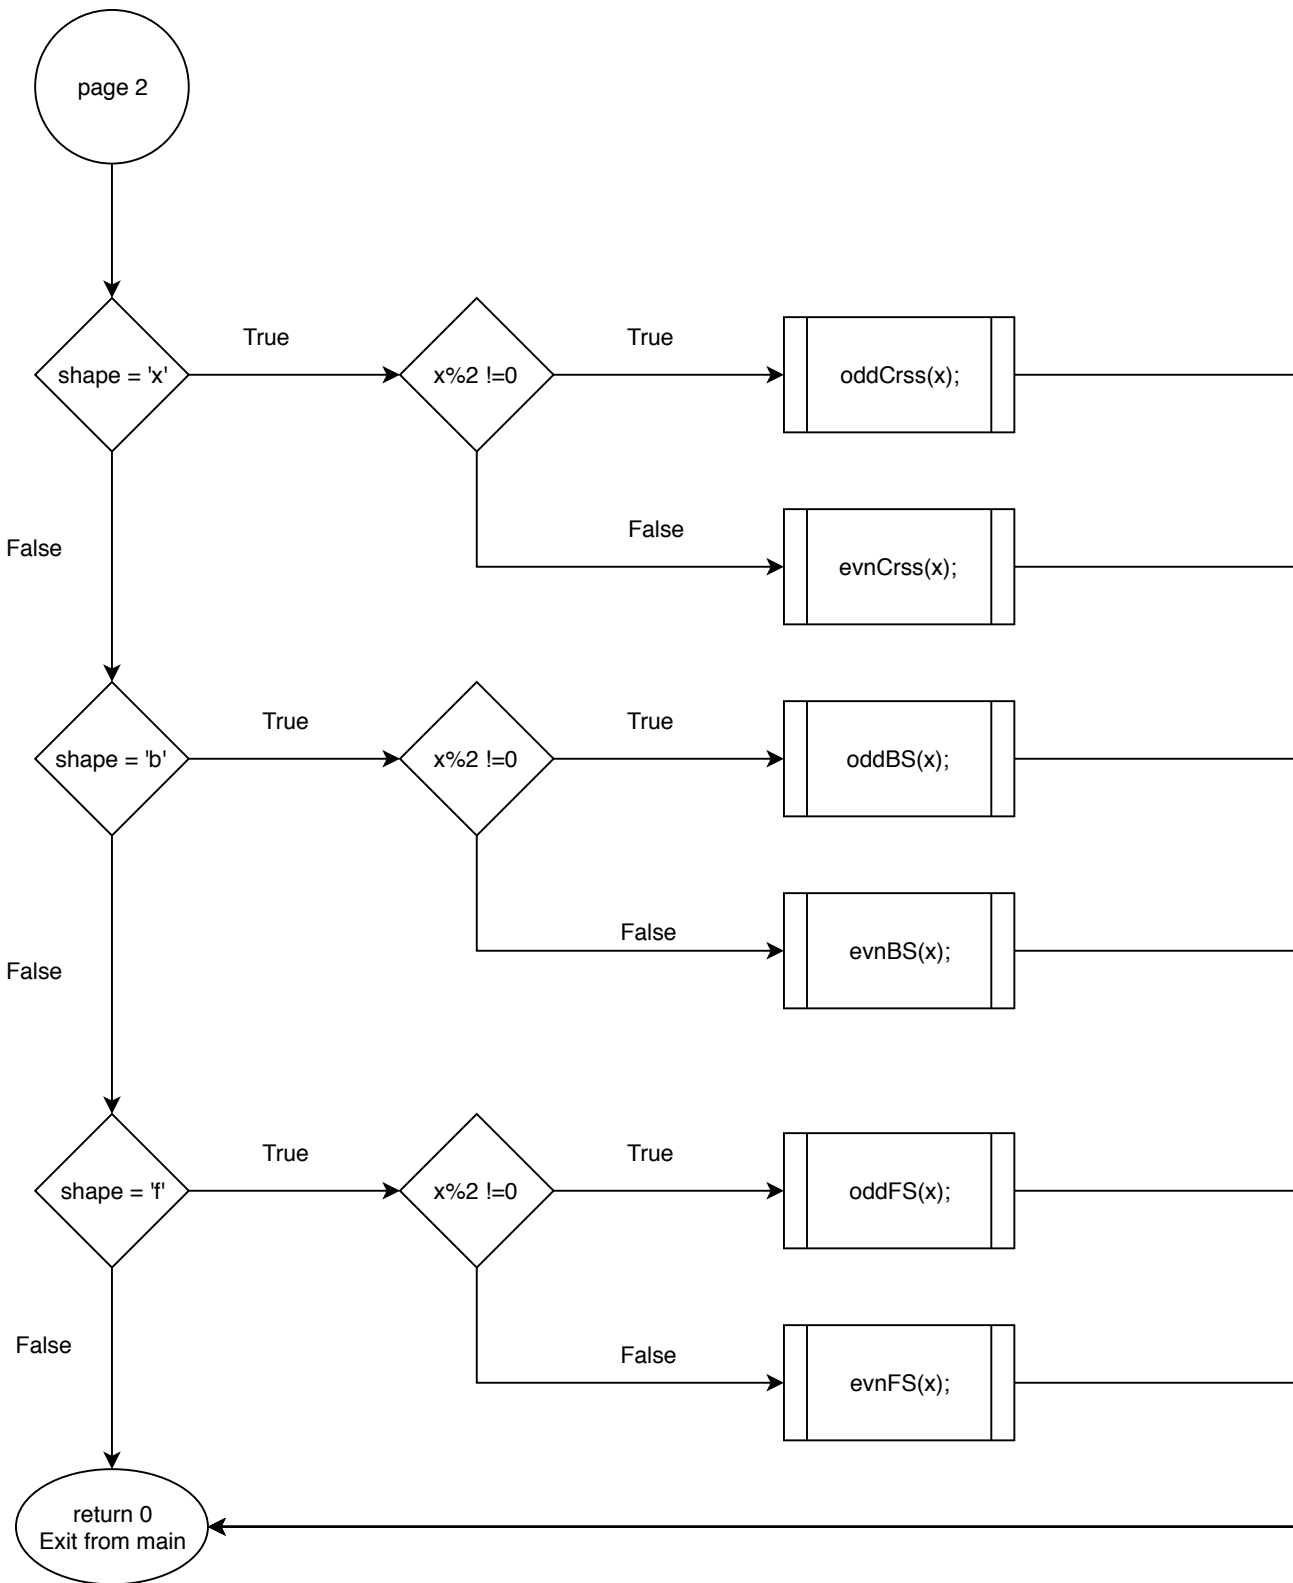 page 2
True
True
shape = 'x'
x%2 !=0
oddCrss(x);
False
False
evnCrss(x);
True
True
shape = 'b'
x%2 !=0
oddBS(x);
False
evnBS(x);
False
True
True
shape = 'f'
x%2 !=0
oddFS(x);
False
False
evnFS(x);
return 0
Exit from main